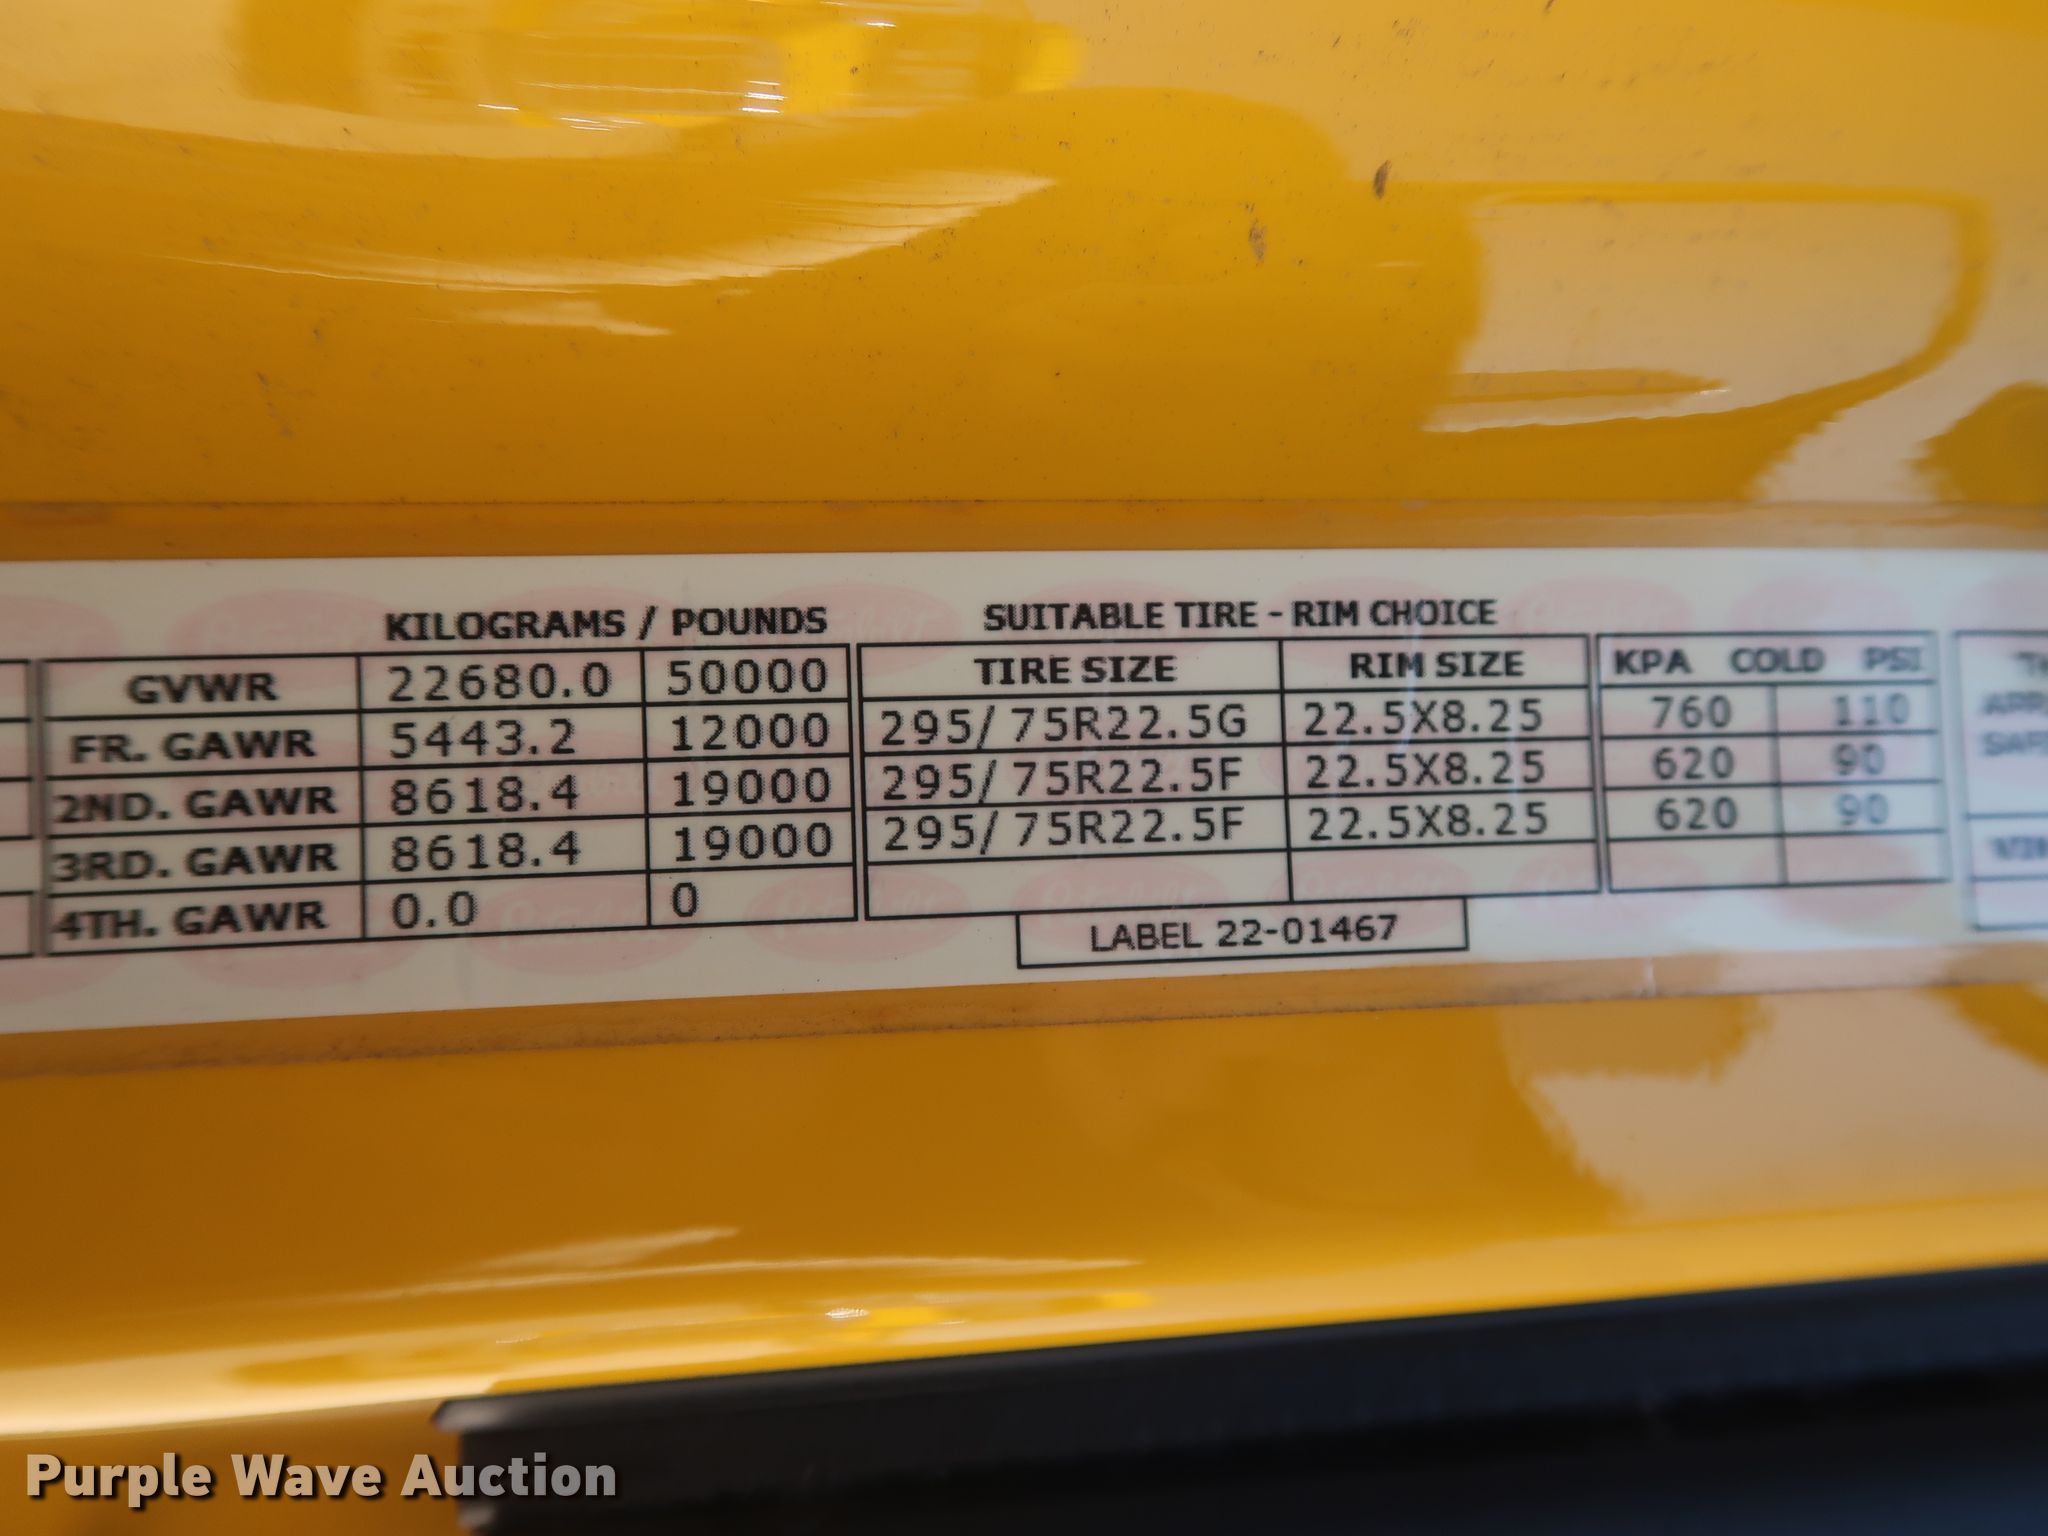 KILOGRAMS / POUNDS SUITABLE TIRE - RIM CHOICE
GVWR 22680.0 50000 TIRE SIZE RIM SIZE KPA COLD PSI
FR. GAWR 5443.2 12000 295/ 75R22.5G 22.5X8.25 760 110
2ND. GAWR 8618.4 19000 295/ 75R22.5F 22.5X8.25 620 90
3RD. GAWR 8618.4 19000 295/ 75R22.5F 22.5X8.25 620 90
4TH. GAWR 0.0 0
LABEL 22-01467
Purple Wave Auction